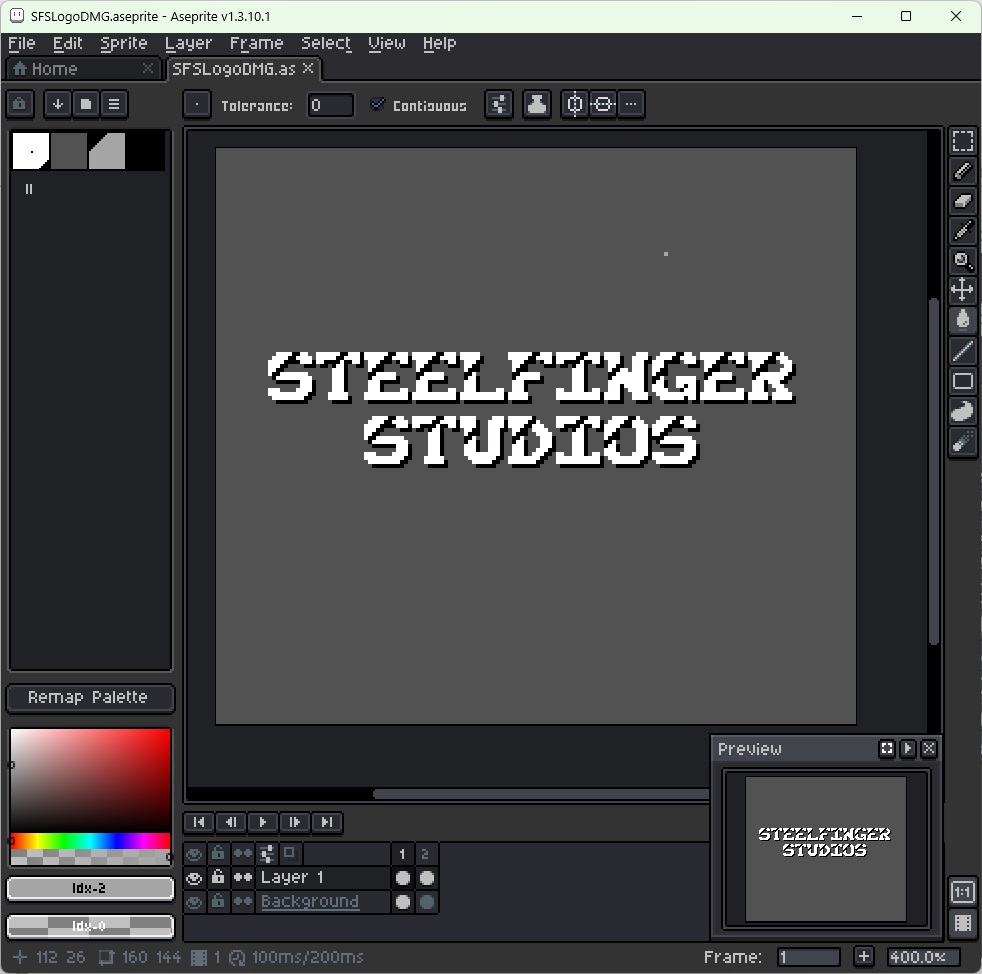 SFSLogoDMG.aseprite - Aseprite v1.3.10.1
File Edit Sprite Layer Frame Select View Help
Home SFSLogoDMG.as
Tolerance: 0 Contiguous
STEELFINGER
STUDIOS
Remap Palette
Preview
STEELFINGER
STUDIOS
1 2
Layer 1
Idx-2
Background
1:1
Idx-0
112 26 160 144 1 100ms/200ms Frame: 1 + 400.0%